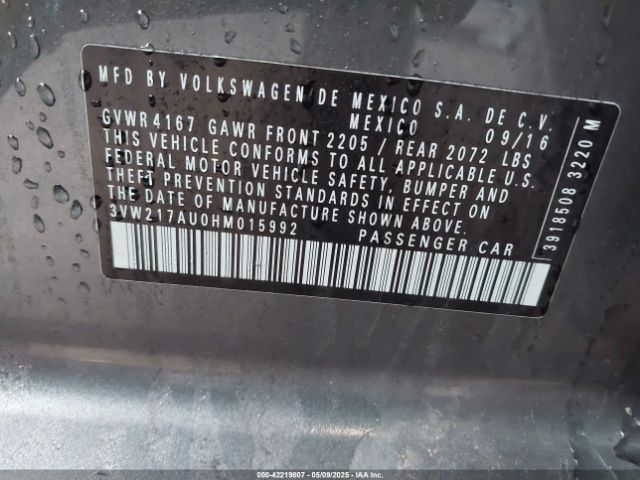 MFD BY VOLKSWAGEN DE MEXICO S.A. DE C.V.
MEXICO 09/16
GVWR 4167 GAWR FRONT 2205 / REAR 2072 LBS
THIS VEHICLE CONFORMS TO ALL APPLICABLE U.S.
FEDERAL MOTOR VEHICLE SAFETY, BUMPER AND
THEFT PREVENTION STANDARDS IN EFFECT ON
THE DATE OF MANUFACTURE SHOWN ABOVE.
3VW217AU0HM015992 PASSENGER CAR
3916508 3220 M
000-42219807 - 05/09/2025 - IAA Inc.